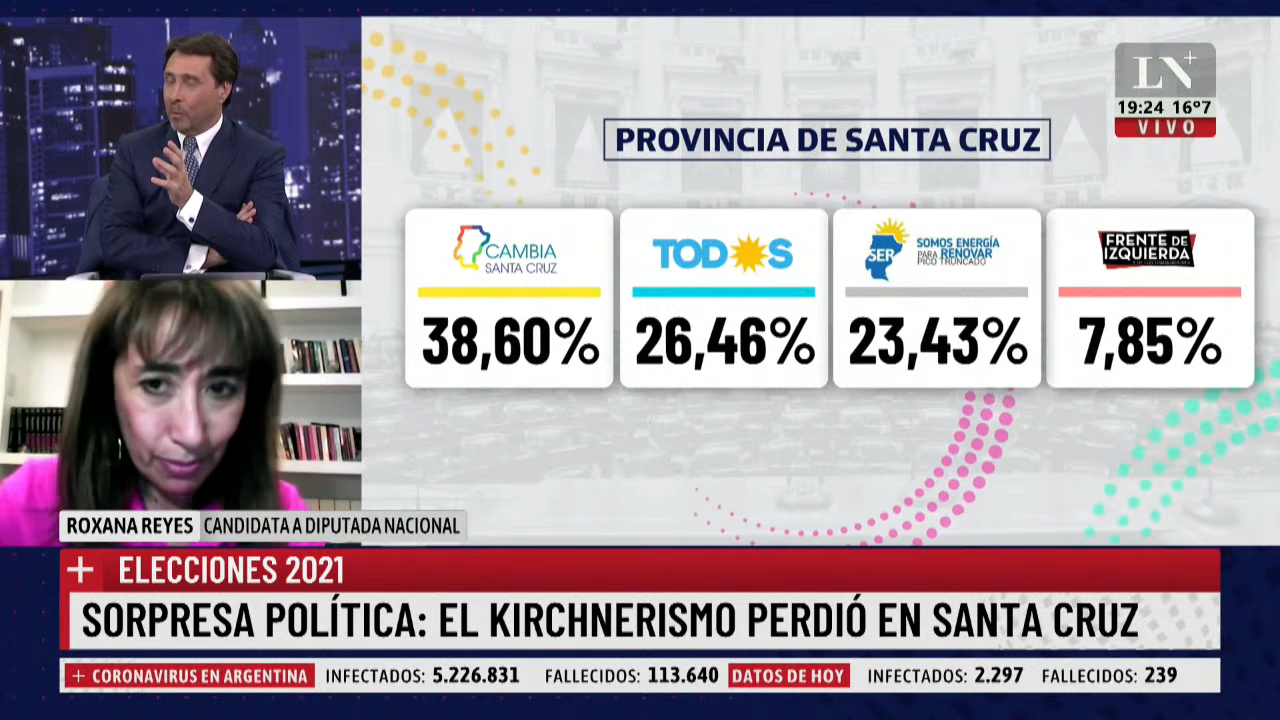 LN+
19:24 16°7
VIVO
PROVINCIA DE SANTA CRUZ
CAMBIA
SANTA CRUZ
38,60%
TODOS
26,46%
SER
SOMOS ENERGÍA
PARA RENOVAR
PICO TRUNCADO
23,43%
FRENTE DE
IZQUIERDA
7,85%
ROXANA REYES CANDIDATA A DIPUTADA NACIONAL
+ ELECCIONES 2021
SORPRESA POLÍTICA: EL KIRCHNERISMO PERDIÓ EN SANTA CRUZ
+ CORONAVIRUS EN ARGENTINA INFECTADOS: 5.226.831 FALLECIDOS: 113.640 DATOS DE HOY INFECTADOS: 2.297 FALLECIDOS: 239